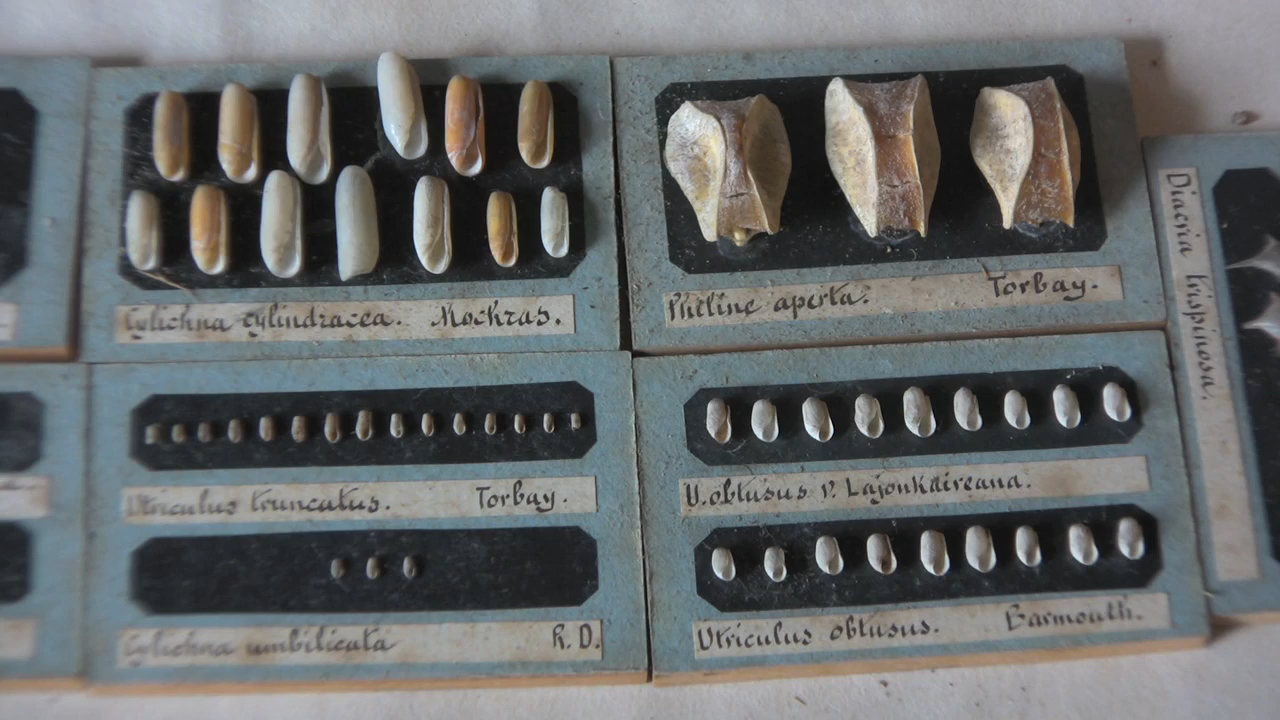 Cylichna cylindracea. Mochras.
Philine aperta. Torbay.
Utriculus truncatus. Torbay.
U. obtusus v. Lajonkaireana.
Cylichna umbilicata R.D.
Utriculus obtusus. Barmouth.
Diacria trispinosa.